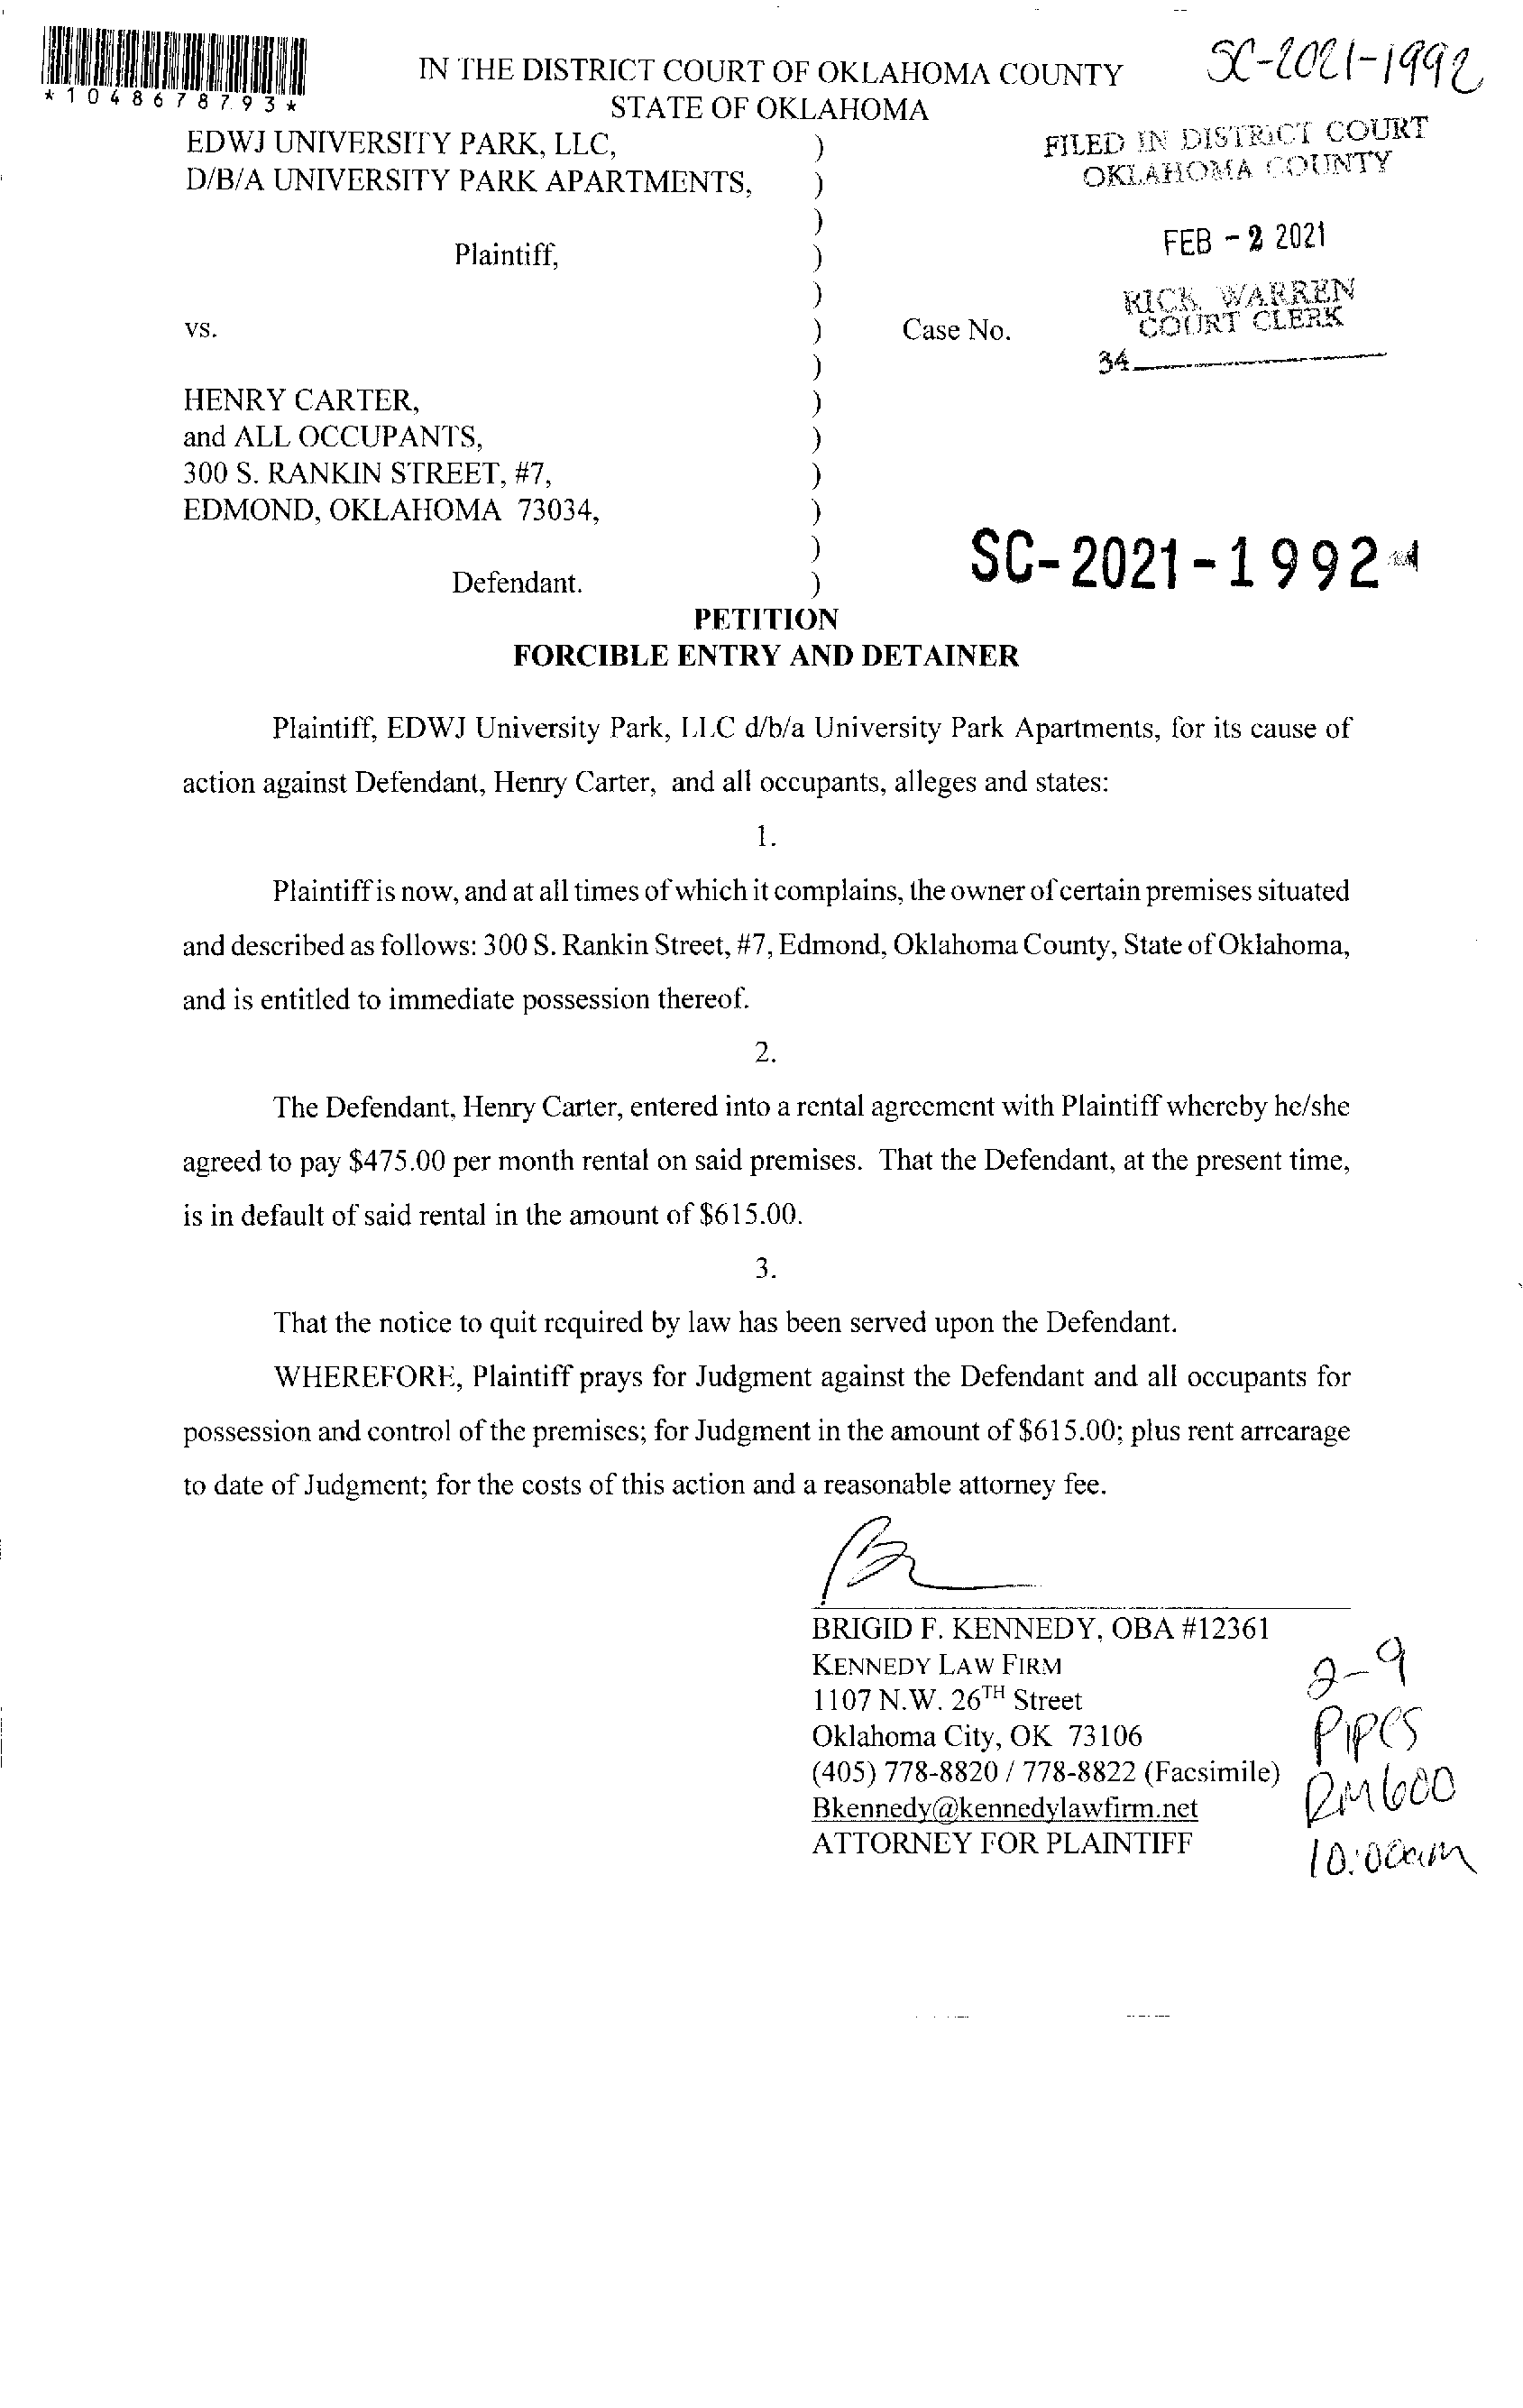 *1048678793*
IN THE DISTRICT COURT OF OKLAHOMA COUNTY
STATE OF OKLAHOMA
SC-2021-1992
EDWJ UNIVERSITY PARK, LLC, )
D/B/A UNIVERSITY PARK APARTMENTS, )
)
Plaintiff, )
)
vs. ) Case No.
)
HENRY CARTER, )
and ALL OCCUPANTS, )
300 S. RANKIN STREET, #7, )
EDMOND, OKLAHOMA 73034, )
)
Defendant. )
FILED IN DISTRICT COURT
OKLAHOMA COUNTY
FEB - 2 2021
RICK WARREN
COURT CLERK
34
SC-2021-1992
PETITION
FORCIBLE ENTRY AND DETAINER
Plaintiff, EDWJ University Park, LLC d/b/a University Park Apartments, for its cause of
action against Defendant, Henry Carter, and all occupants, alleges and states:
1.
Plaintiff is now, and at all times of which it complains, the owner of certain premises situated
and described as follows: 300 S. Rankin Street, #7, Edmond, Oklahoma County, State of Oklahoma,
and is entitled to immediate possession thereof.
2.
The Defendant, Henry Carter, entered into a rental agreement with Plaintiff whereby he/she
agreed to pay $475.00 per month rental on said premises. That the Defendant, at the present time,
is in default of said rental in the amount of $615.00.
3.
That the notice to quit required by law has been served upon the Defendant.
WHEREFORE, Plaintiff prays for Judgment against the Defendant and all occupants for
possession and control of the premises; for Judgment in the amount of $615.00; plus rent arrearage
to date of Judgment; for the costs of this action and a reasonable attorney fee.
BRIGID F. KENNEDY, OBA #12361
KENNEDY LAW FIRM
1107 N.W. 26TH Street
Oklahoma City, OK 73106
(405) 778-8820 / 778-8822 (Facsimile)
Bkennedy@kennedylawfirm.net
ATTORNEY FOR PLAINTIFF
2-9
Pipes
RM 600
10:00am